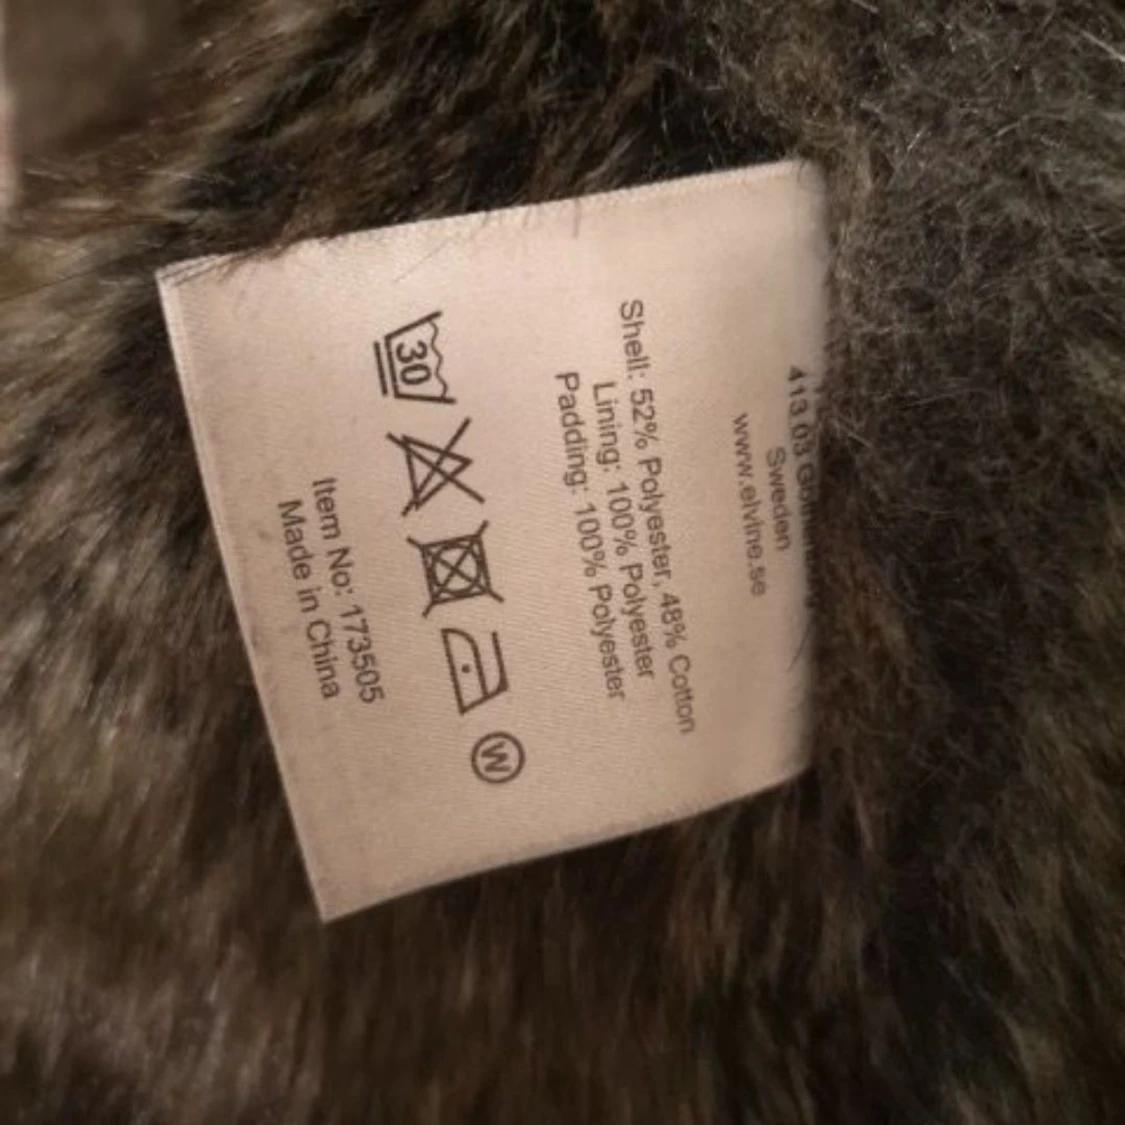 413 03
Sweden
www.elvine.se
Shell: 52% Polyester, 48% Cotton
Lining: 100% Polyester
Padding: 100% Polyester
30
W
Item No: 173505
Made in China